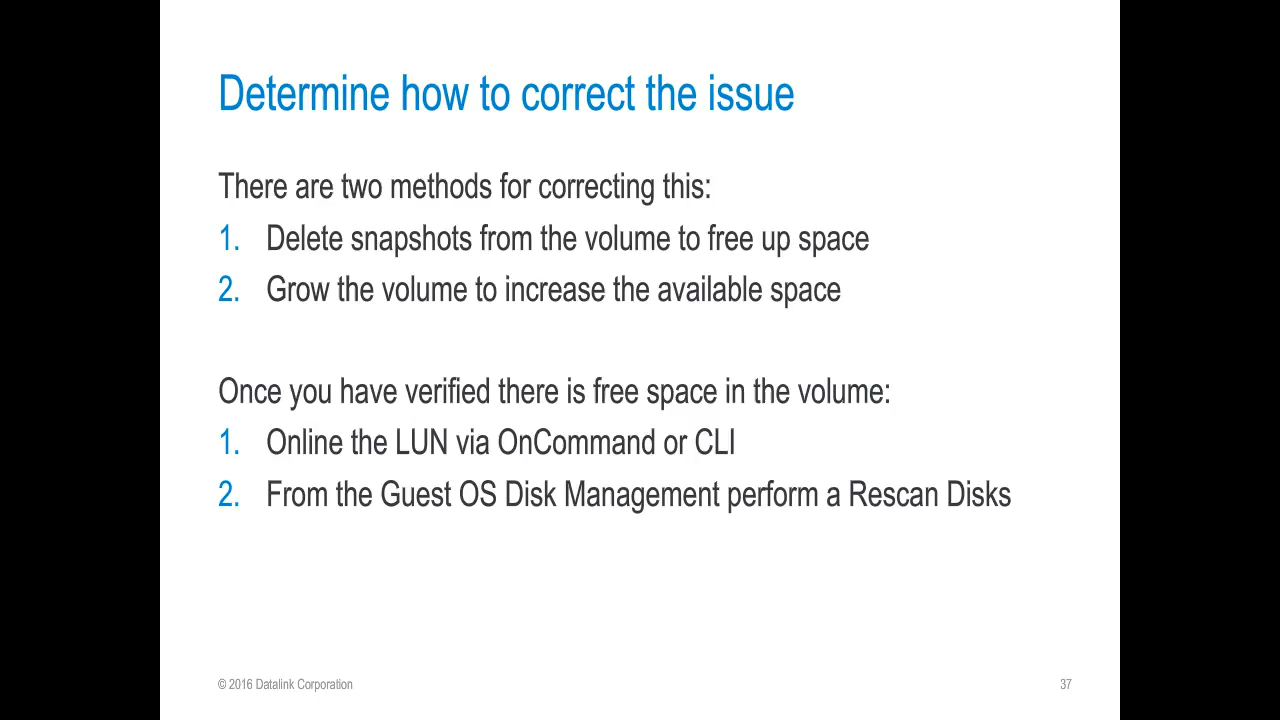 Determine how to correct the issue
There are two methods for correcting this:
1. Delete snapshots from the volume to free up space
2. Grow the volume to increase the available space
Once you have verified there is free space in the volume:
1. Online the LUN via OnCommand or CLI
2. From the Guest OS Disk Management perform a Rescan Disks
© 2016 Datalink Corporation
37